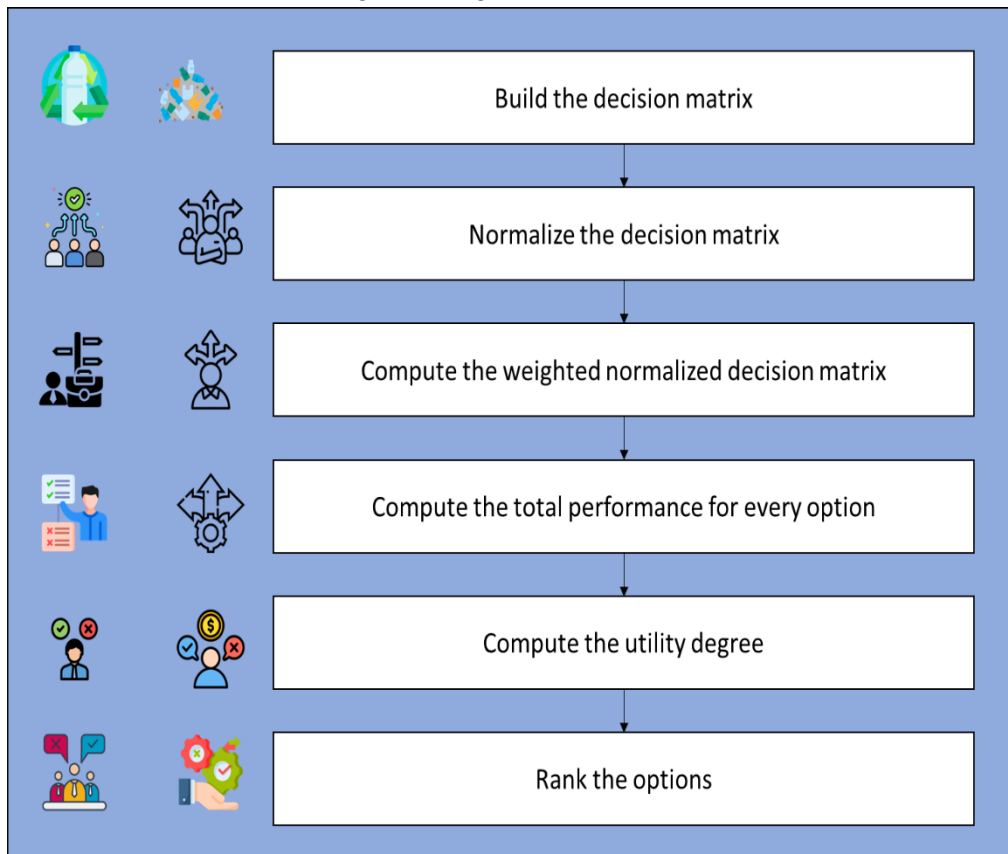 Build the decision matrix
Normalize the decision matrix
Compute the weighted normalized decision matrix
Compute the total performance for every option
Compute the utility degree
Rank the options